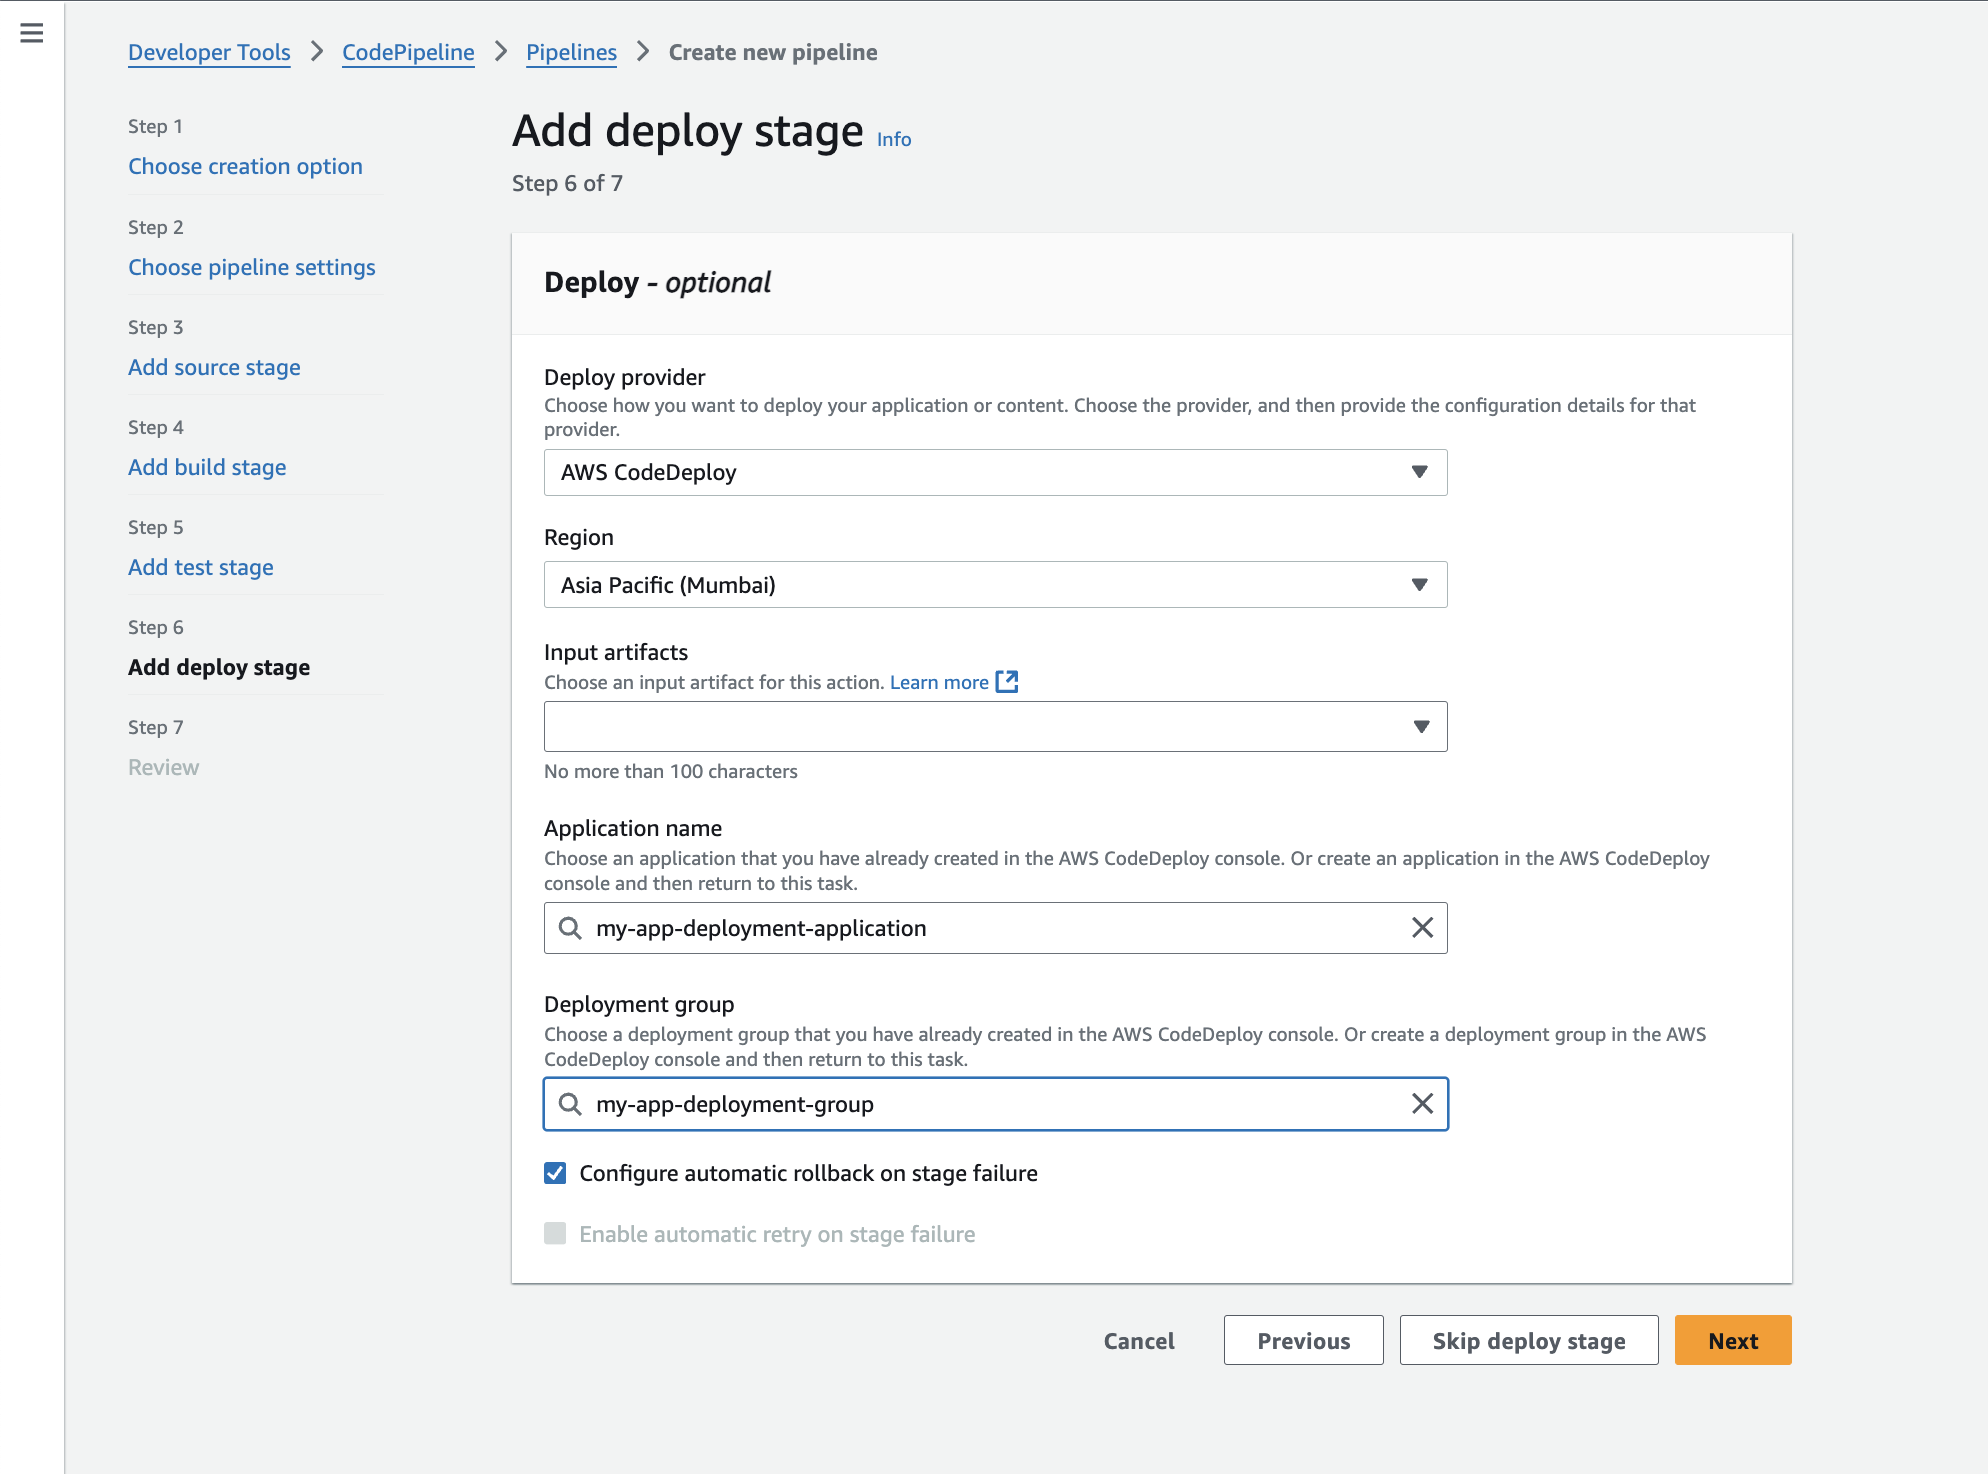 Developer Tools > CodePipeline > Pipelines > Create new pipeline
Step 1
Choose creation option
Step 2
Choose pipeline settings
Step 3
Add source stage
Step 4
Add build stage
Step 5
Add test stage
Step 6
Add deploy stage
Step 7
Review
Add deploy stage Info
Step 6 of 7
Deploy - optional
Deploy provider
Choose how you want to deploy your application or content. Choose the provider, and then provide the configuration details for that
provider.
AWS CodeDeploy
Region
Asia Pacific (Mumbai)
Input artifacts
Choose an input artifact for this action. Learn more
No more than 100 characters
Application name
Choose an application that you have already created in the AWS CodeDeploy console. Or create an application in the AWS CodeDeploy
console and then return to this task.
my-app-deployment-application
Deployment group
Choose a deployment group that you have already created in the AWS CodeDeploy console. Or create a deployment group in the AWS
CodeDeploy console and then return to this task.
my-app-deployment-group
Configure automatic rollback on stage failure
Enable automatic retry on stage failure
Cancel Previous Skip deploy stage Next